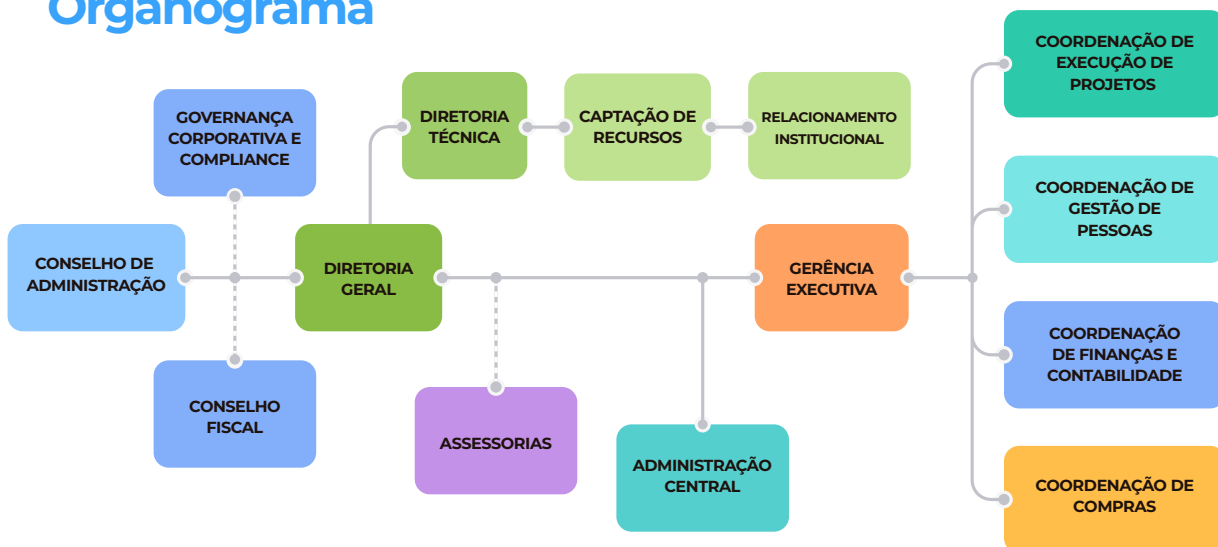 Organograma
COORDENAÇÃO DE
EXECUÇÃO DE
PROJETOS
GOVERNANÇA
CORPORATIVA E
COMPLIANCE
DIRETORIA
TÉCNICA
CAPTAÇÃO DE
RECURSOS
RELACIONAMENTO
INSTITUCIONAL
COORDENAÇÃO DE
GESTÃO DE
PESSOAS
CONSELHO DE
ADMINISTRAÇÃO
DIRETORIA
GERAL
GERÊNCIA
EXECUTIVA
COORDENAÇÃO
DE FINANÇAS E
CONTABILIDADE
CONSELHO
FISCAL
ASSESSORIAS
ADMINISTRAÇÃO
CENTRAL
COORDENAÇÃO DE
COMPRAS